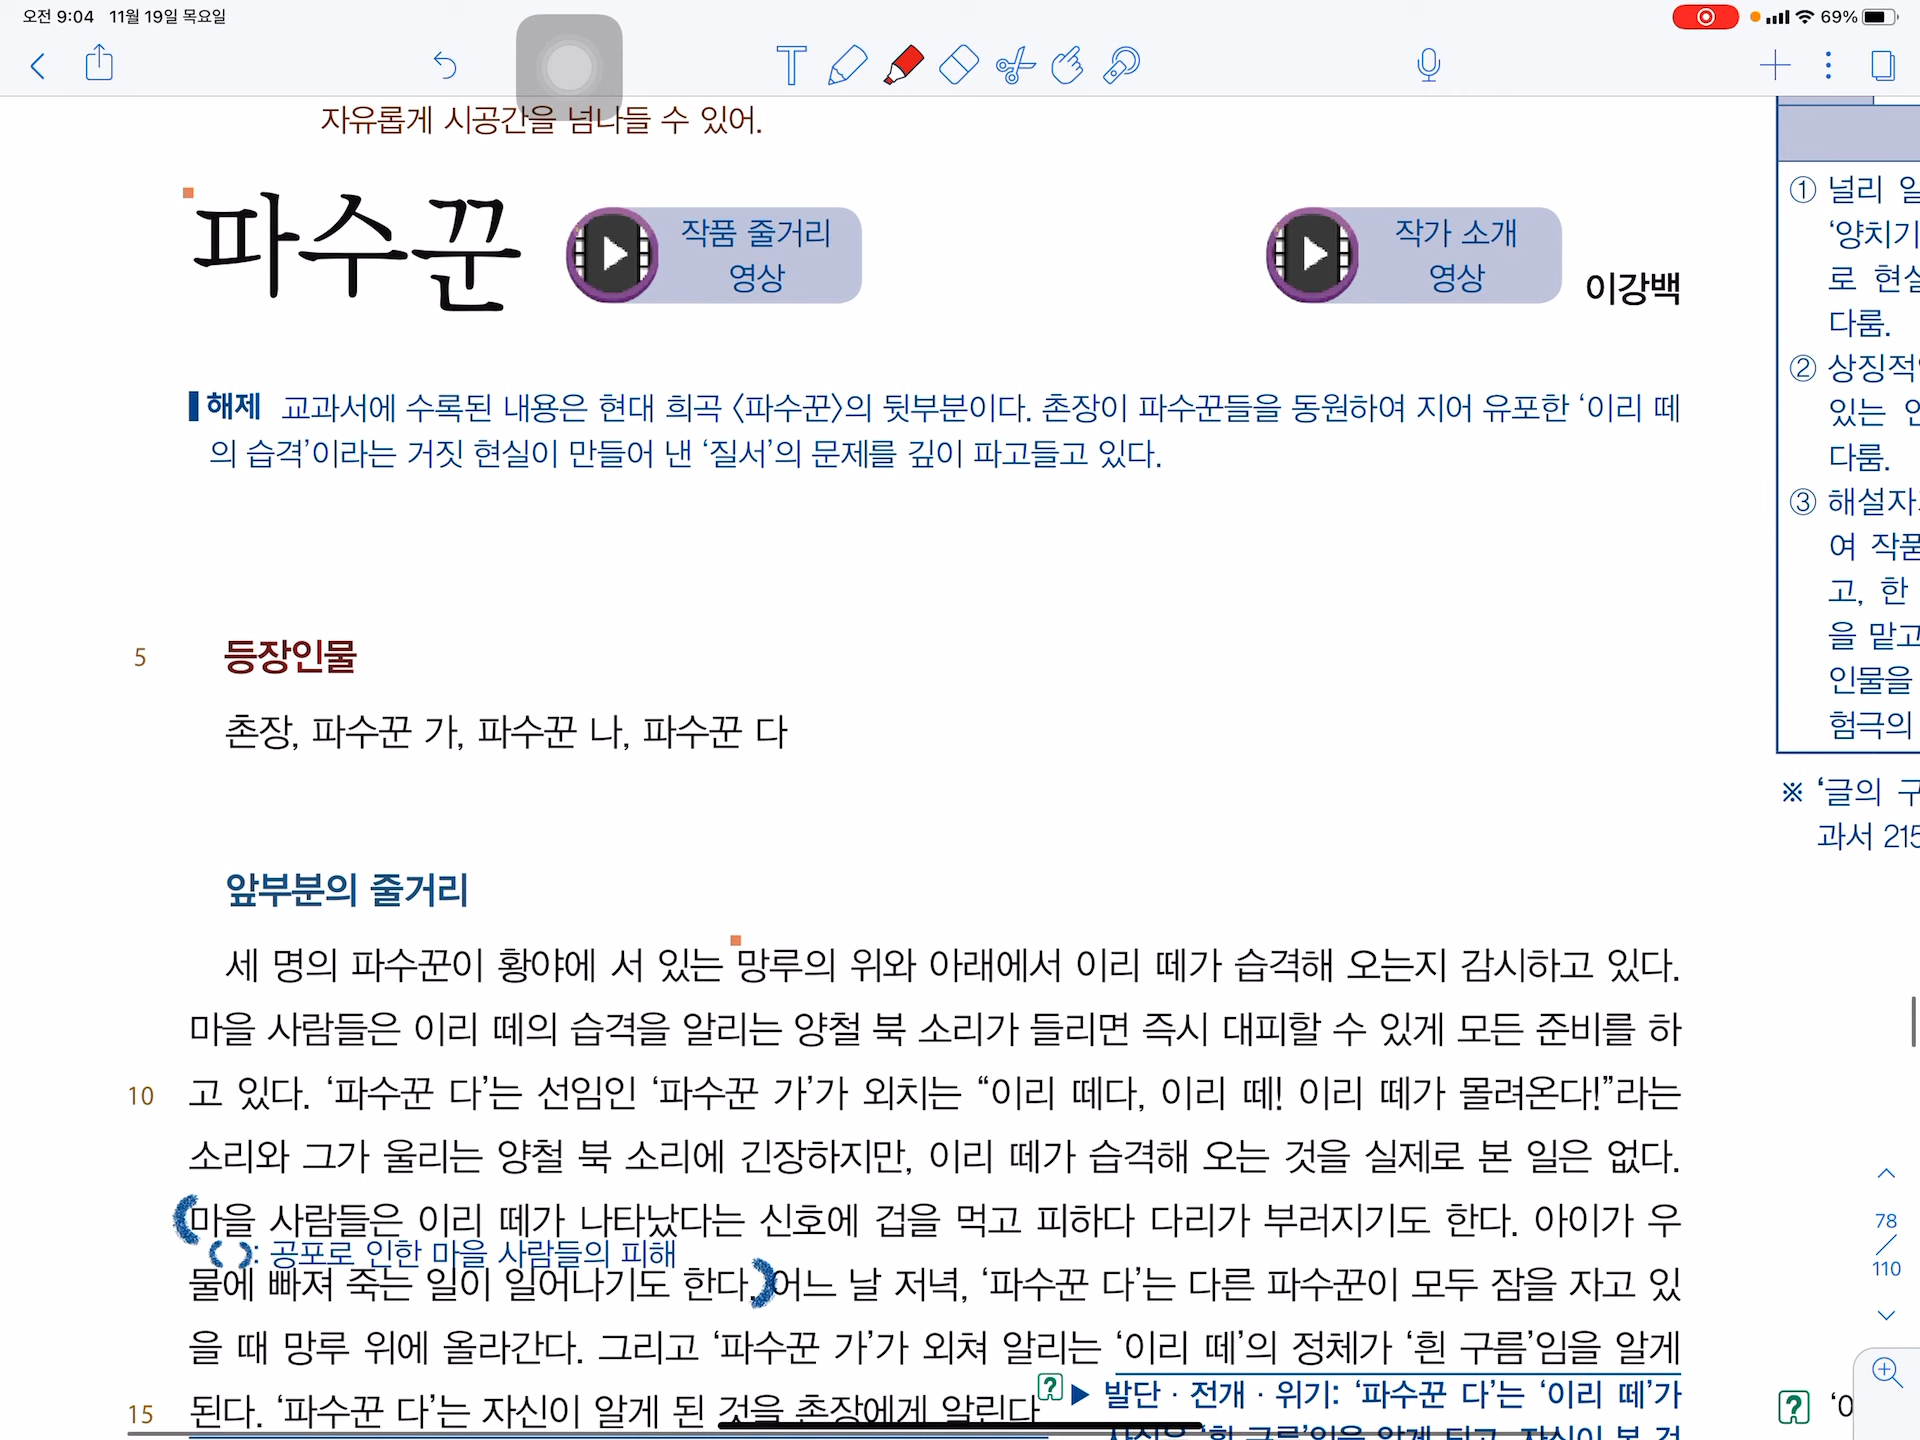 오전 9:04 11월 19일 목요일
69%
자유롭게 시공간을 넘나들 수 있어.
파수꾼
작품 줄거리
영상
작가 소개
영상
이강백
해제 교과서에 수록된 내용은 현대 희곡 〈파수꾼〉의 뒷부분이다. 촌장이 파수꾼들을 동원하여 지어 유포한 ‘이리 떼
의 습격’이라는 거짓 현실이 만들어 낸 ‘질서’의 문제를 깊이 파고들고 있다.
5 등장인물
촌장, 파수꾼 가, 파수꾼 나, 파수꾼 다
앞부분의 줄거리
세 명의 파수꾼이 황야에 서 있는 망루의 위와 아래에서 이리 떼가 습격해 오는지 감시하고 있다.
마을 사람들은 이리 떼의 습격을 알리는 양철 북 소리가 들리면 즉시 대피할 수 있게 모든 준비를 하
10 고 있다. ‘파수꾼 다’는 선임인 ‘파수꾼 가’가 외치는 “이리 떼다, 이리 떼! 이리 떼가 몰려온다!”라는
소리와 그가 울리는 양철 북 소리에 긴장하지만, 이리 떼가 습격해 오는 것을 실제로 본 일은 없다.
(마을 사람들은 이리 떼가 나타났다는 신호에 겁을 먹고 피하다 다리가 부러지기도 한다. 아이가 우
( ): 공포로 인한 마을 사람들의 피해
물에 빠져 죽는 일이 일어나기도 한다.) 어느 날 저녁, ‘파수꾼 다’는 다른 파수꾼이 모두 잠을 자고 있
을 때 망루 위에 올라간다. 그리고 ‘파수꾼 가’가 외쳐 알리는 ‘이리 떼’의 정체가 ‘흰 구름’임을 알게
15 된다. ‘파수꾼 다’는 자신이 알게 된 것을 촌장에게 알린다
? ▶ 발단 · 전개 · 위기: ‘파수꾼 다’는 ‘이리 떼’가
① 널리
‘양치기
로 현실
다룸.
② 상징적
있는
다룸.
③ 해설자
여 작품
고, 한
을 맡고
인물을
험극의
※ ‘글의
과서 215
78
110
?